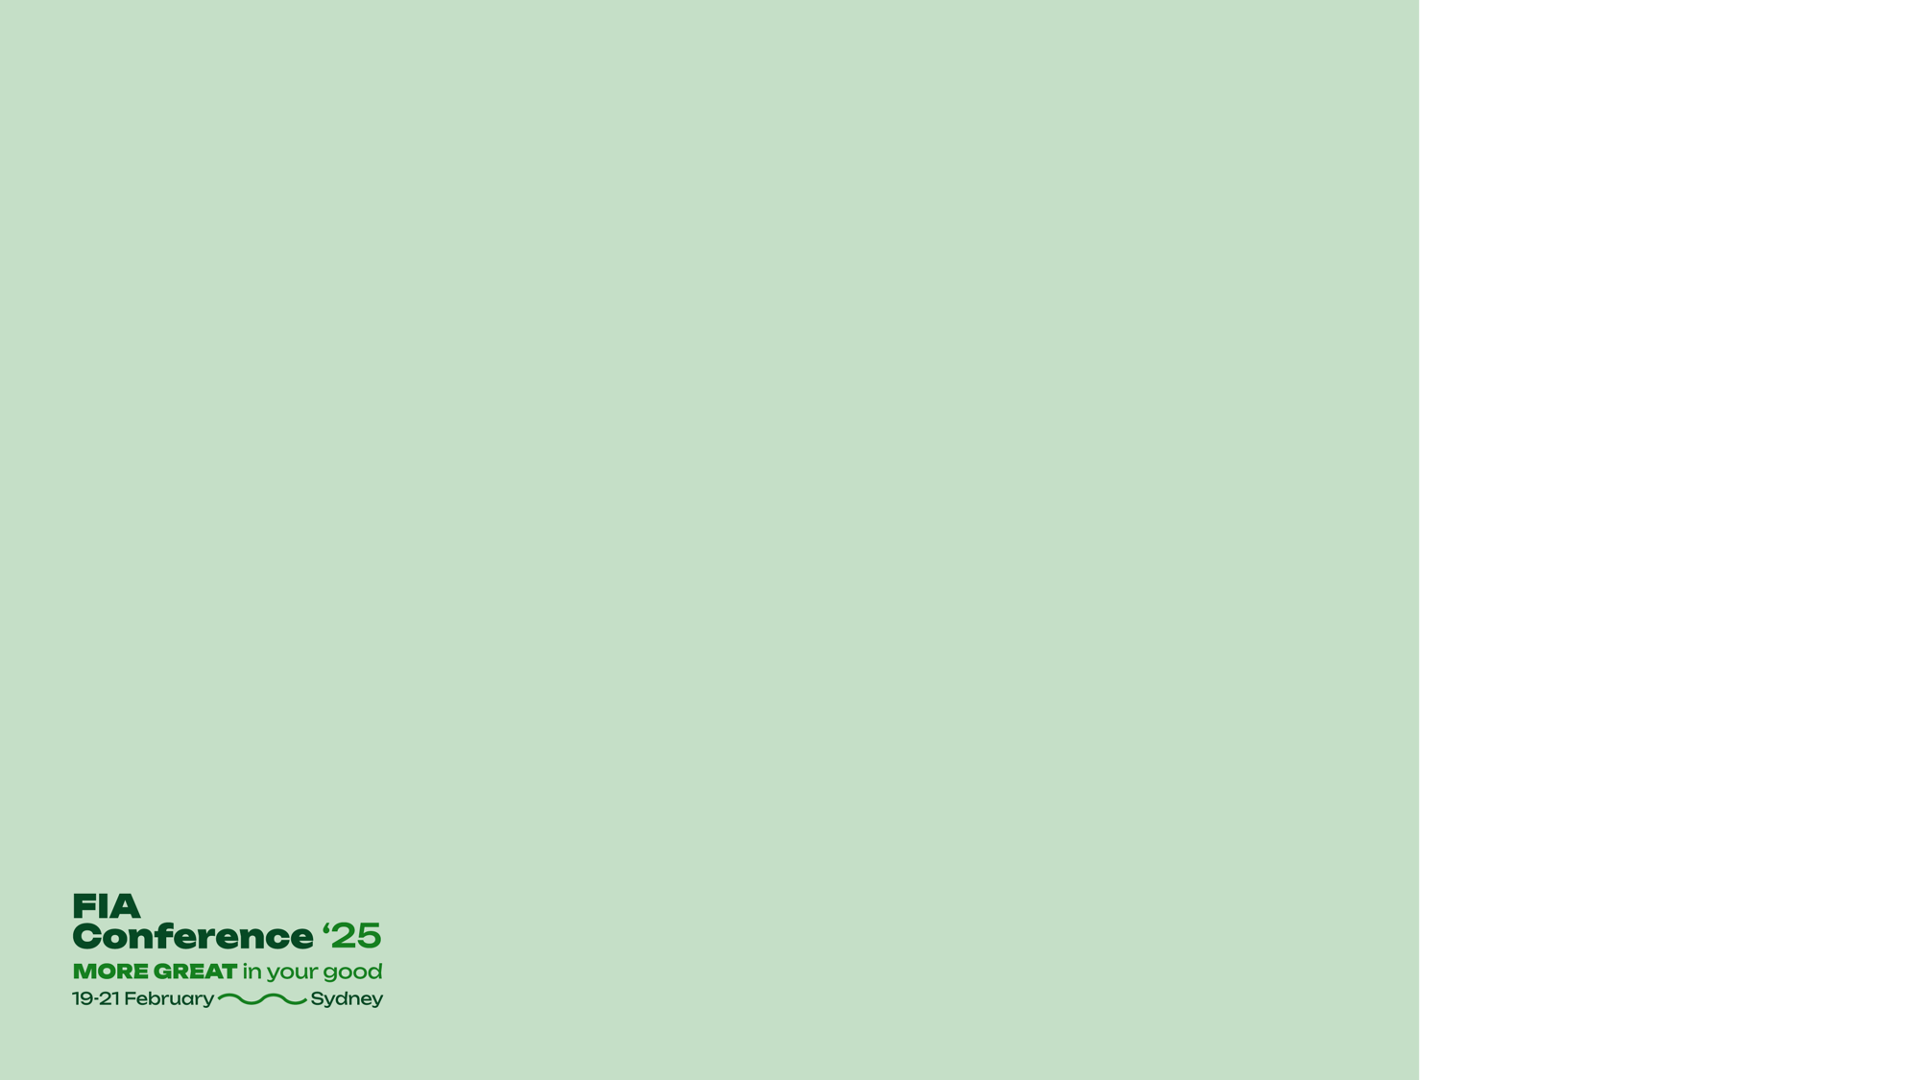 FIA
Conference ‘25
MORE GREAT in your good
19-21 February Sydney